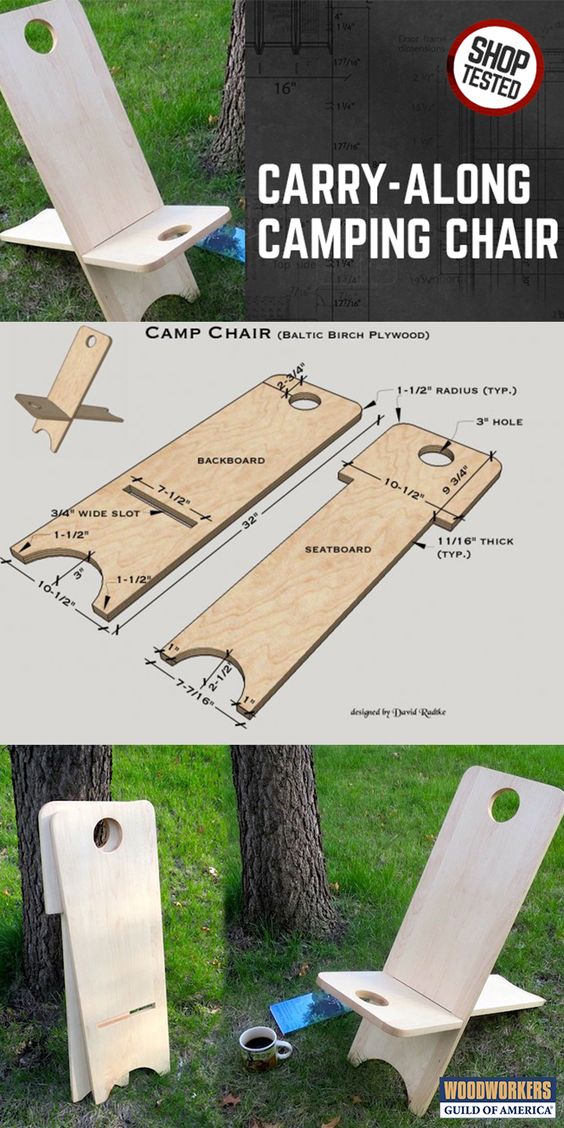 SHOP
TESTED
16"
CARRY-ALONG
CAMPING CHAIR
CAMP CHAIR (BALTIC BIRCH PLYWOOD)
2-3/4"
1-1/2" RADIUS (TYP.)
3" HOLE
BACKBOARD
7-1/2"
9 3/4"
10-1/2"
3/4" WIDE SLOT
32"
1-1/2"
SEATBOARD
11/16" THICK
(TYP.)
3"
1-1/2"
10-1/2"
1"
2-1/2"
1"
7-7/16"
designed by David Radtke
WOODWORKERS
GUILD OF AMERICA